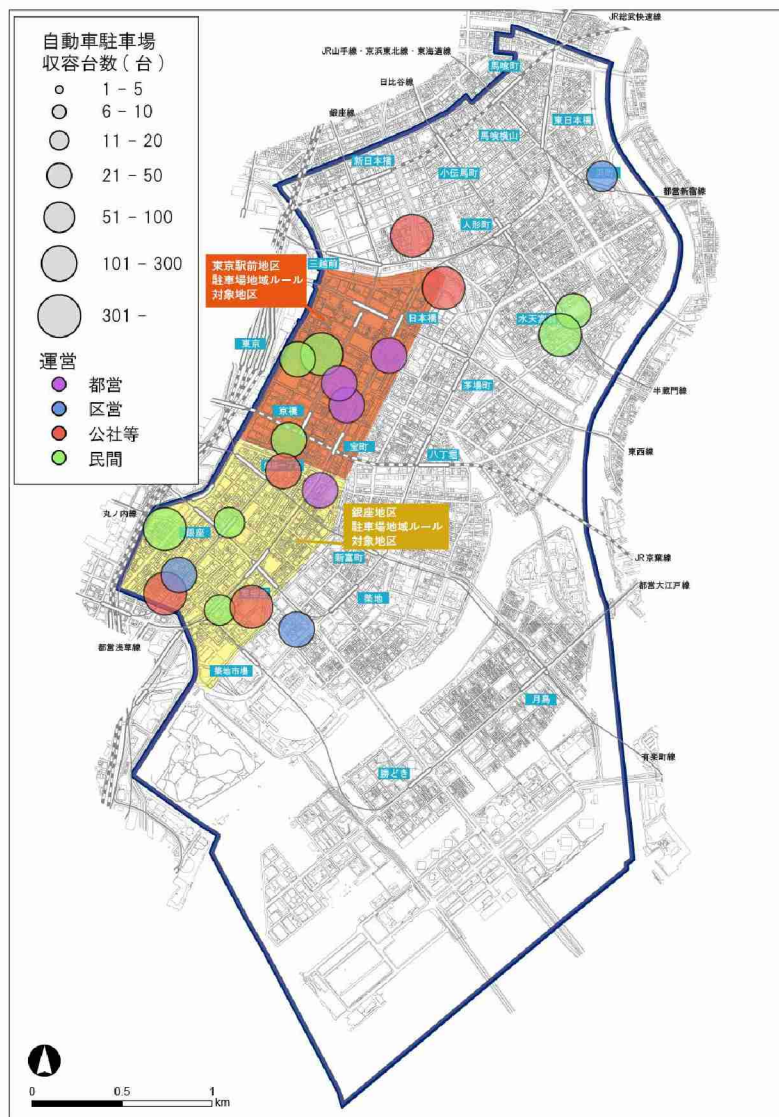 自動車駐車場
収容台数(台)
1 - 5
6 - 10
11 - 20
21 - 50
51 - 100
101 - 300
301 -
運営
都営
区営
公社等
民間
JR総武快速線
JR山手線・京浜東北線・東海道線
馬喰町
日比谷線
東日本橋
銀座線
馬喰横山
新日本橋
小伝馬町
都営新宿線
人形町
三越前
東京駅前地区
駐車場地域ルール
対象地区
日本橋
東京
茅場町
半蔵門線
京橋
宝町
東西線
八丁堀
丸ノ内線
銀座
銀座地区
駐車場地域ルール
対象地区
新富町
JR京葉線
都営大江戸線
築地
都営浅草線
築地市場
月島
有楽町線
勝どき
0 0.5 1
km